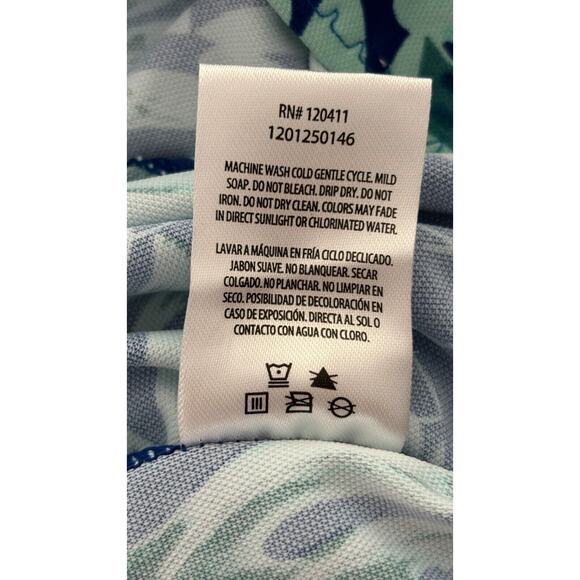 RN# 120411
1201250146
MACHINE WASH COLD GENTLE CYCLE. MILD
SOAP. DO NOT BLEACH. DRIP DRY. DO NOT
IRON. DO NOT DRY CLEAN. COLORS MAY FADE
IN DIRECT SUNLIGHT OR CHLORINATED WATER.
LAVAR A MÁQUINA EN FRÍA CICLO DECLICADO.
JABON SUAVE. NO BLANQUEAR. SECAR
COLGADO. NO PLANCHAR. NO LIMPIAR EN
SECO. POSIBILIDAD DE DECOLORACIÓN EN
CASO DE EXPOSICIÓN. DIRECTA AL SOL O
CONTACTO CON AGUA CON CLORO.